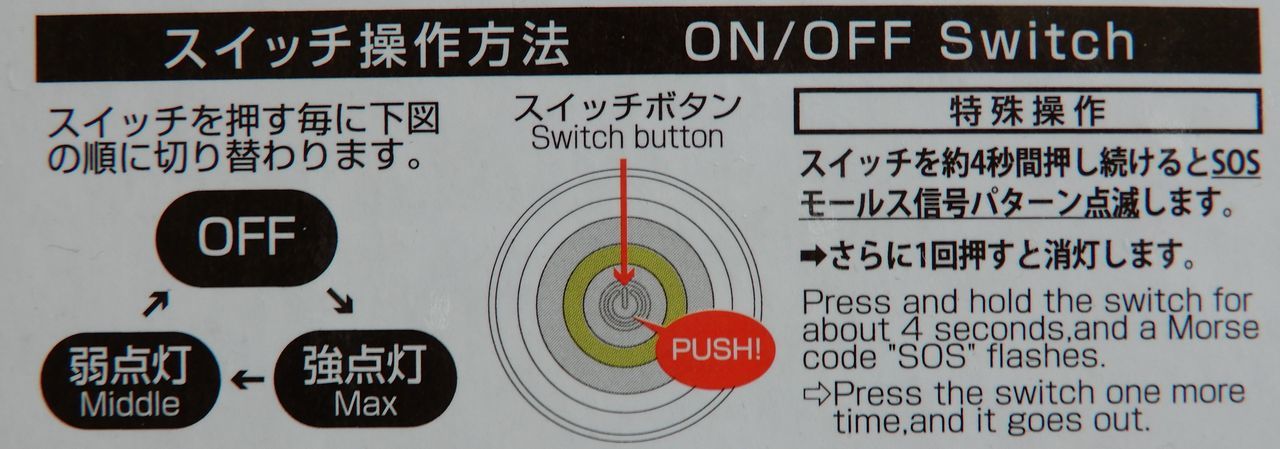 スイッチ操作方法 ON/OFF Switch
スイッチを押す毎に下図
の順に切り替わります。
OFF
強点灯
Max
弱点灯
Middle
スイッチボタン
Switch button
PUSH!
特殊操作
スイッチを約4秒間押し続けるとSOS
モールス信号パターン点滅します。
➡さらに1回押すと消灯します。
Press and hold the switch for
about 4 seconds,and a Morse
code "SOS" flashes.
⇨Press the switch one more
time,and it goes out.